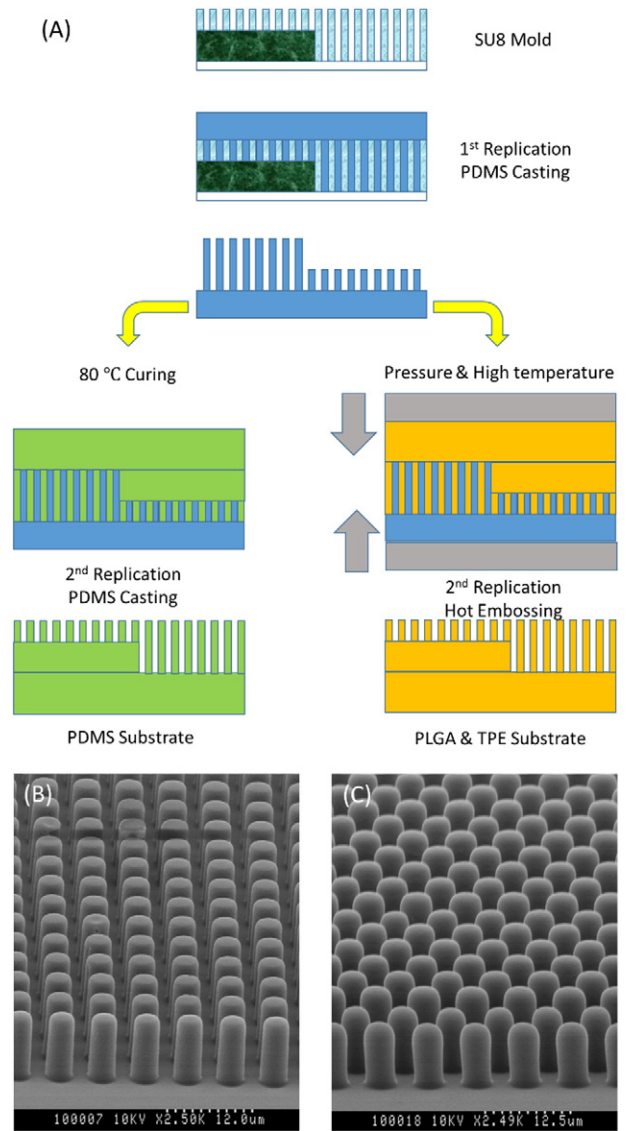 (A)
SU8 Mold
1st Replication
PDMS Casting
80 ℃ Curing
Pressure & High temperature
2nd Replication
PDMS Casting
2nd Replication
Hot Embossing
PDMS Substrate
PLGA & TPE Substrate
(B)
(C)
100007 10KV X2.50K 12.0um
100018 10KV X2.49K 12.5um